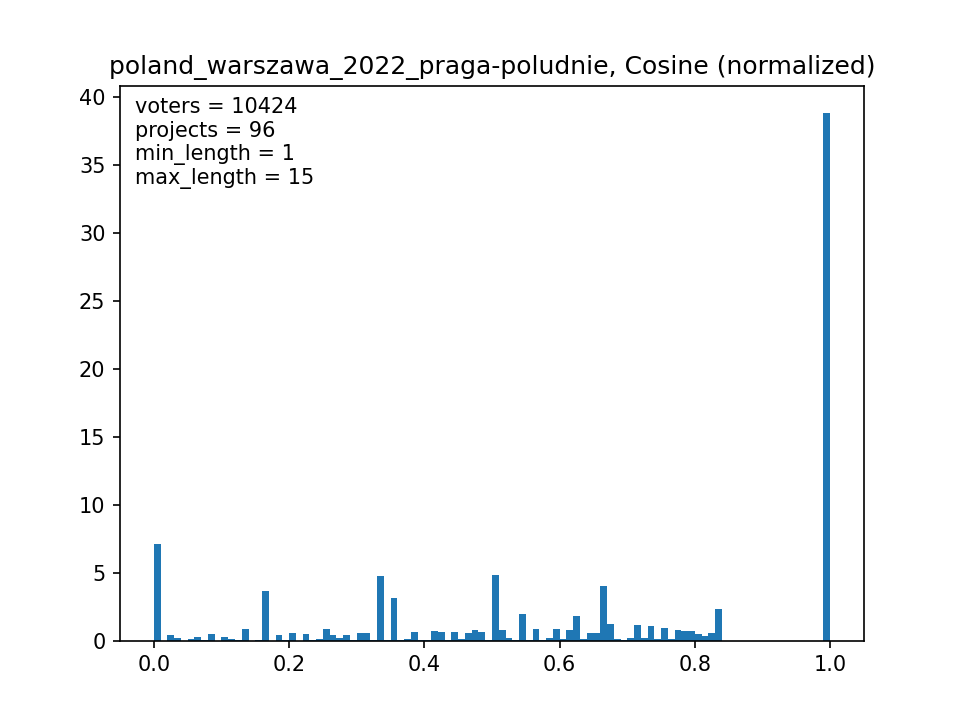 poland_warszawa_2022_praga-poludnie, Cosine (normalized)
voters = 10424
projects = 96
min_length = 1
max_length = 15
40
35
30
25
20
15
10
5
0
0.0 0.2 0.4 0.6 0.8 1.0